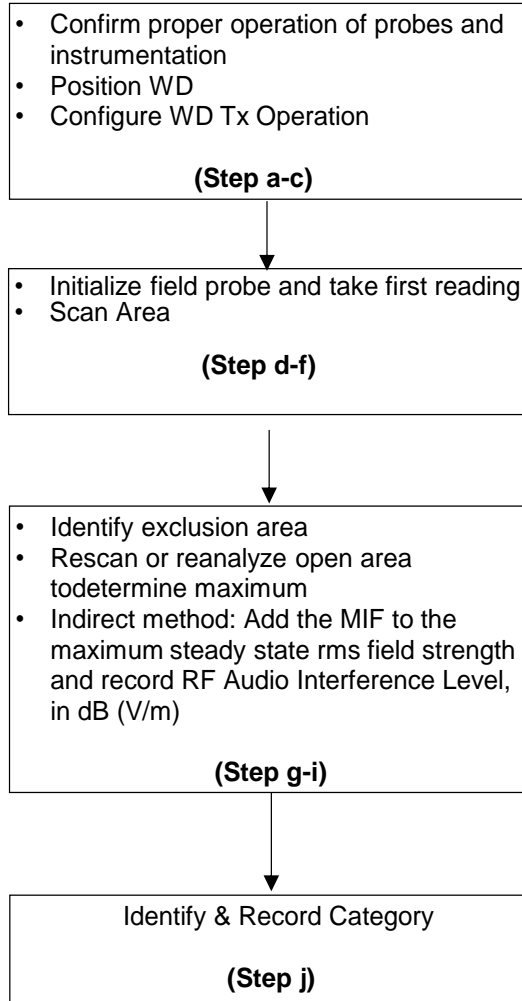 • Confirm proper operation of probes and
instrumentation
• Position WD
• Configure WD Tx Operation
(Step a-c)
• Initialize field probe and take first reading
• Scan Area
(Step d-f)
• Identify exclusion area
• Rescan or reanalyze open area
todetermine maximum
• Indirect method: Add the MIF to the
maximum steady state rms field strength
and record RF Audio Interference Level,
in dB (V/m)
(Step g-i)
Identify & Record Category
(Step j)